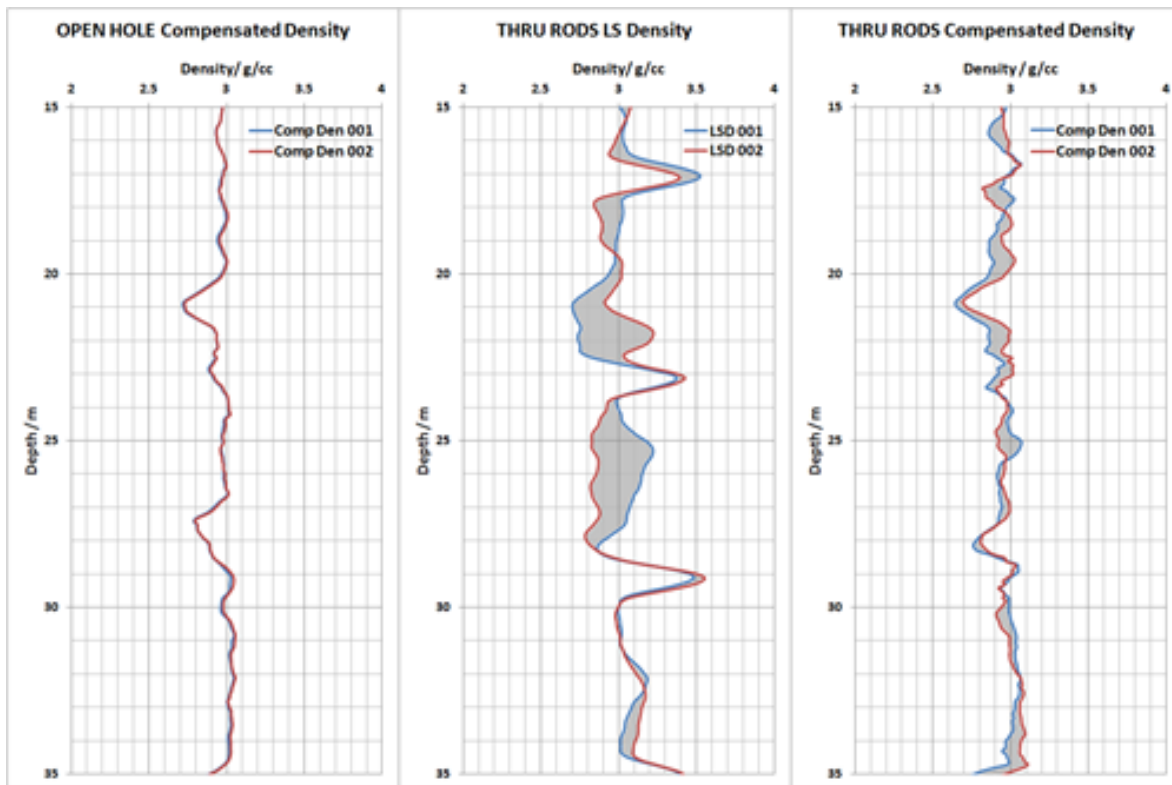 OPEN HOLE Compensated Density
Density/ g/cc
2 2.5 3 3.5 4
15
Comp Den 001
Comp Den 002
20
Depth / m
25
30
35
THRU RODS LS Density
Density/ g/cc
2 2.5 3 3.5 4
15
LSD 001
LSD 002
20
Depth / m
25
30
35
THRU RODS Compensated Density
Density / g/cc
2 2.5 3 3.5 4
15
Comp Den 001
Comp Den 002
20
Depth / m
25
30
35